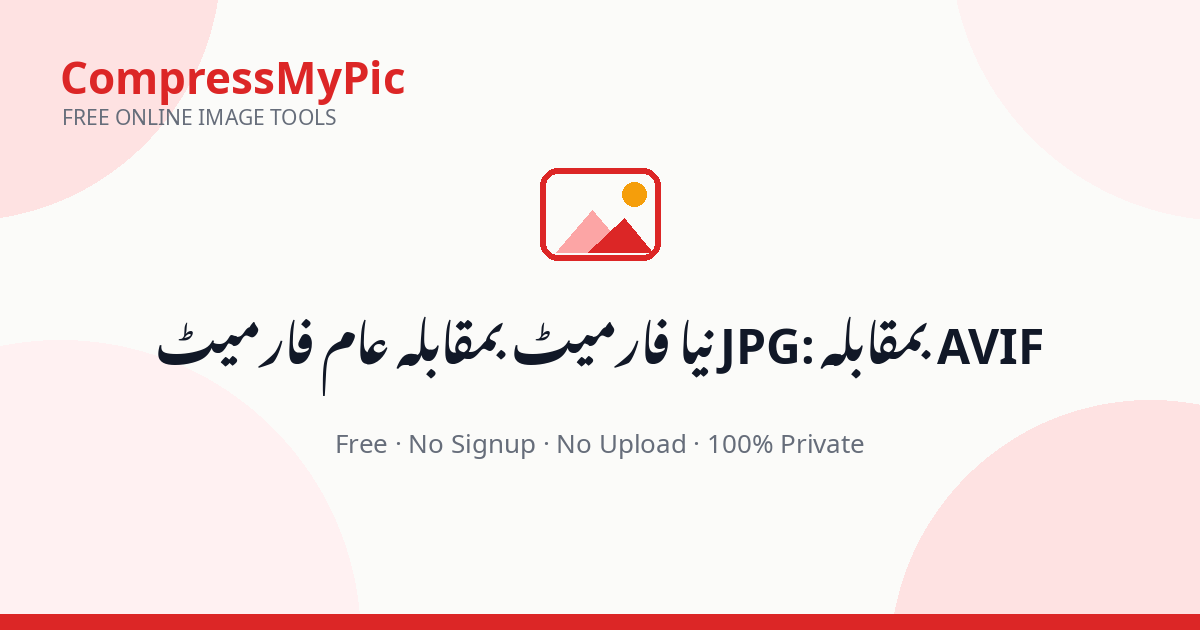 CompressMyPic
FREE ONLINE IMAGE TOOLS
AVIF بمقابلہ JPG: نیا فارمیٹ بمقابلہ عام فارمیٹ
Free · No Signup · No Upload · 100% Private